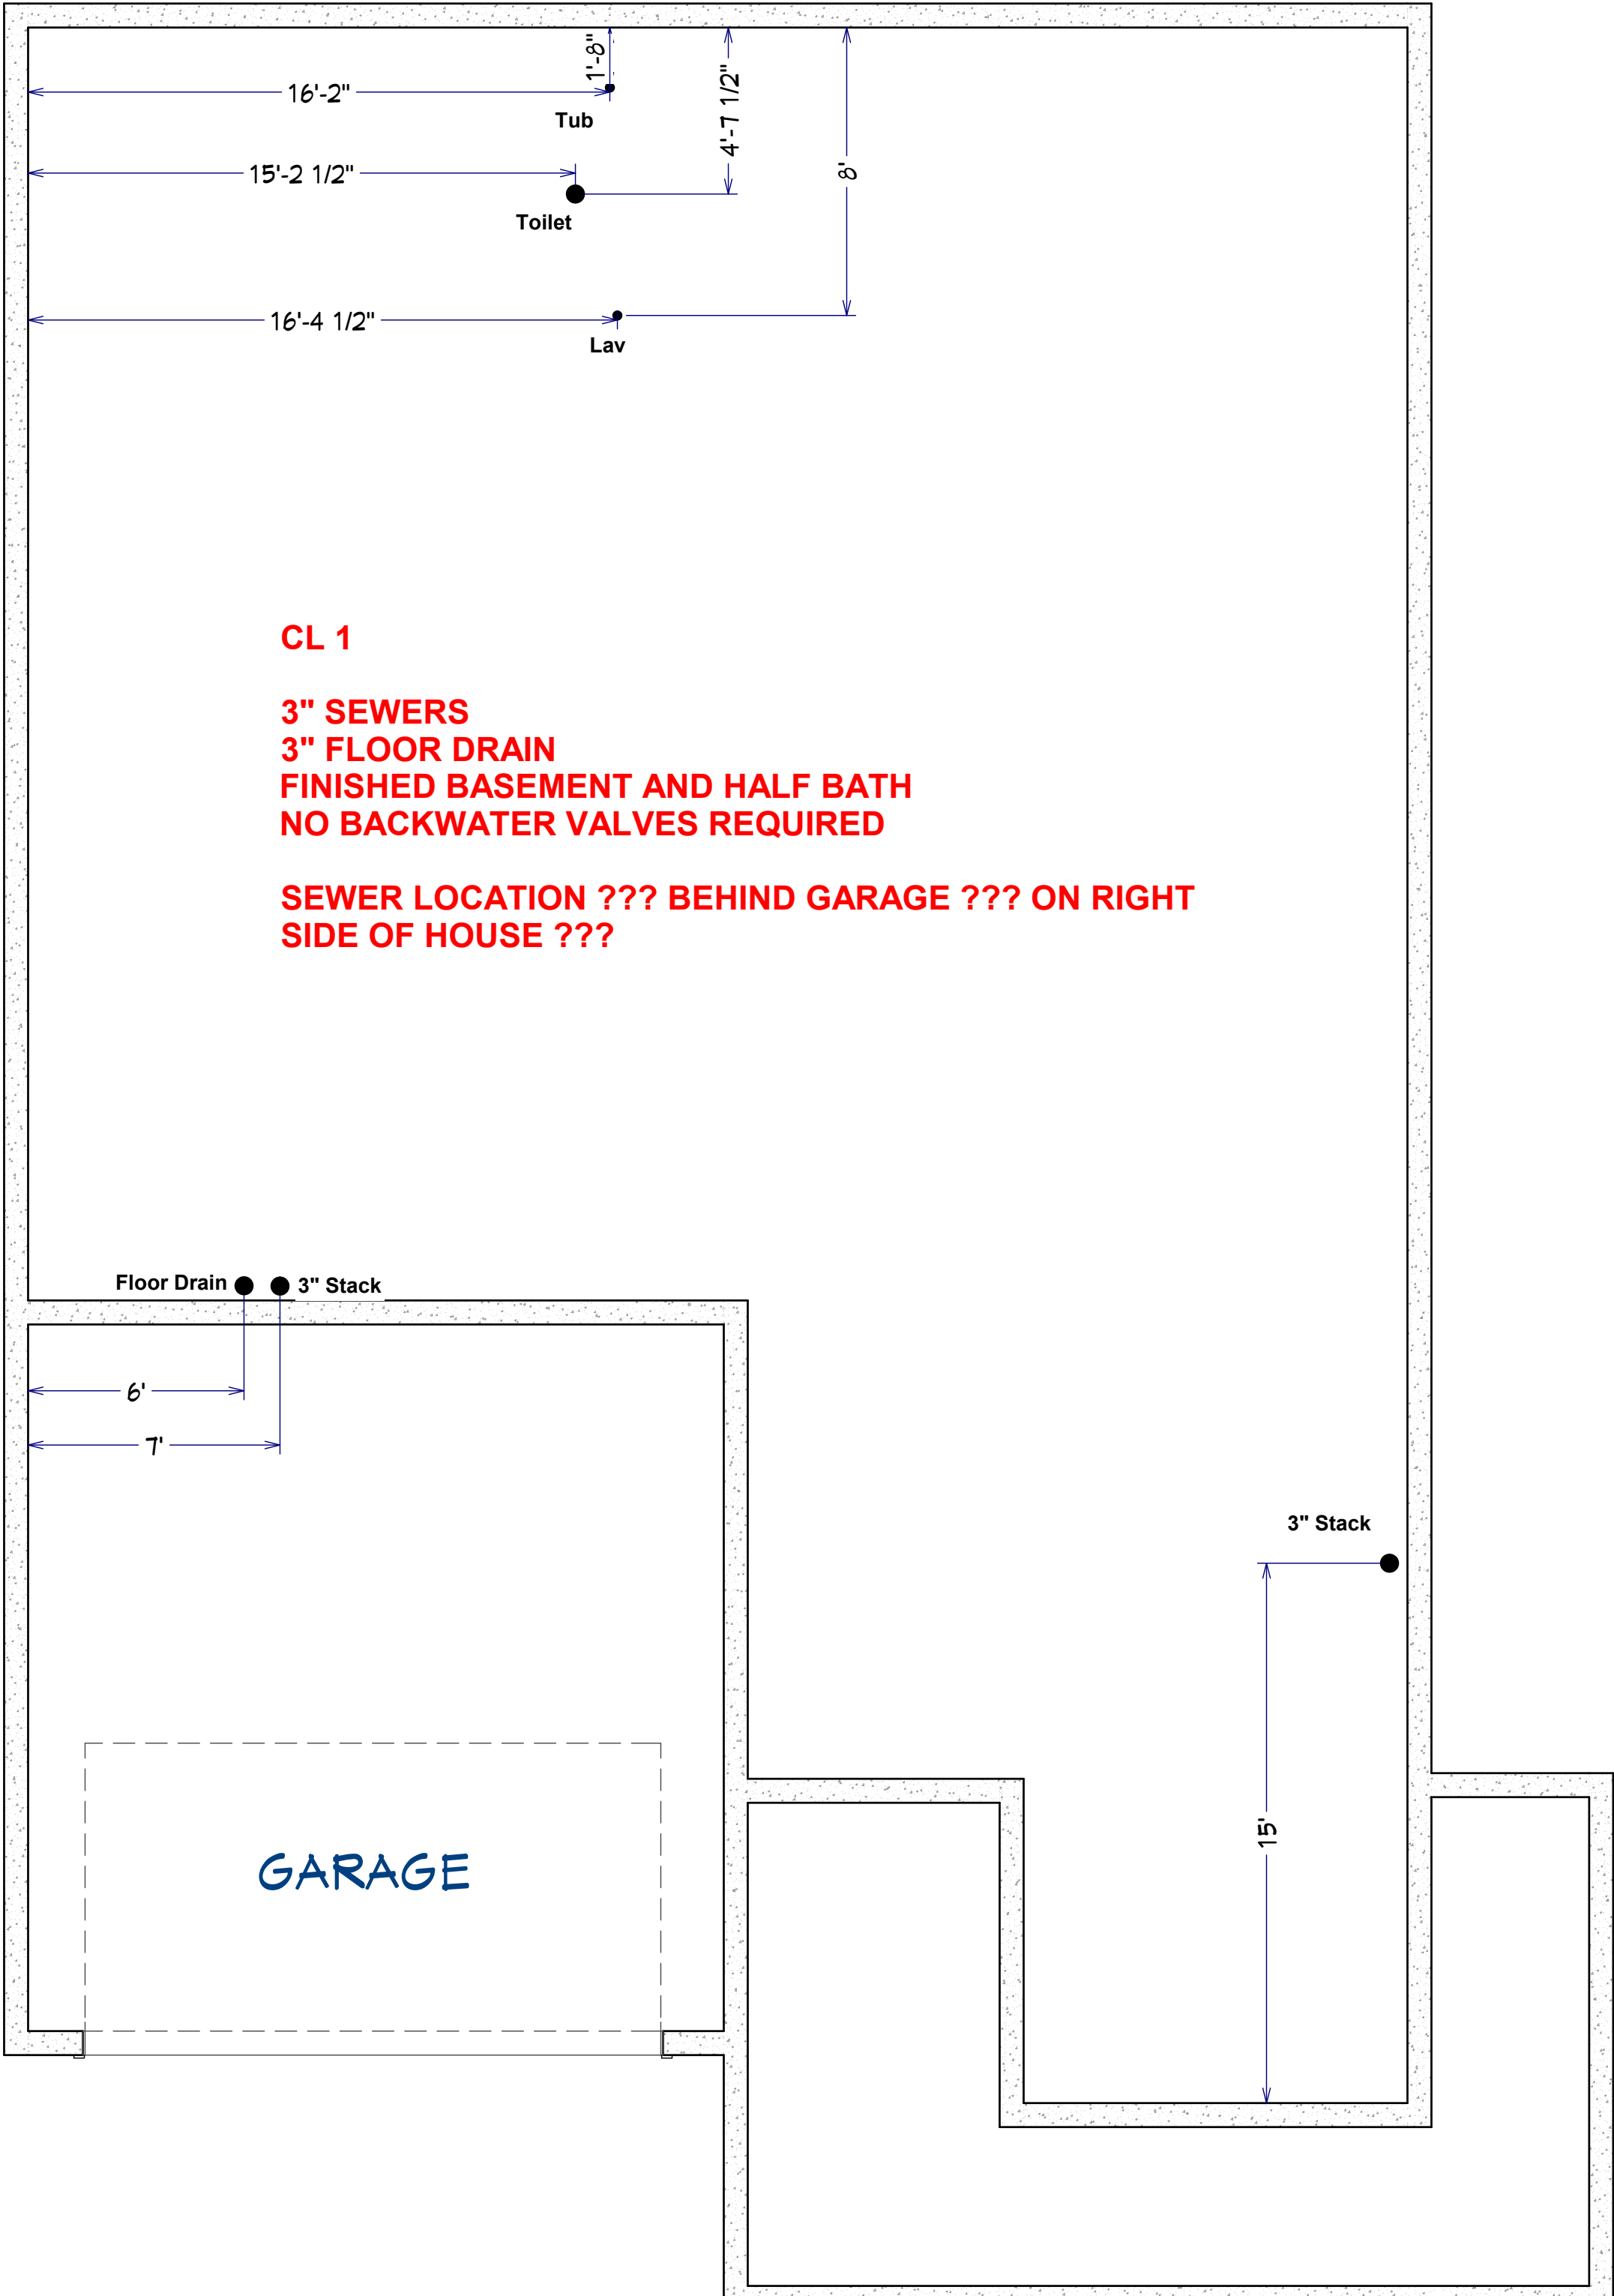 1'-8"
16'-2"
Tub
4'-7 1/2"
8'
15'-2 1/2"
Toilet
16'-4 1/2"
Lav
CL 1
3" SEWERS
3" FLOOR DRAIN
FINISHED BASEMENT AND HALF BATH
NO BACKWATER VALVES REQUIRED
SEWER LOCATION ??? BEHIND GARAGE ??? ON RIGHT
SIDE OF HOUSE ???
Floor Drain
3" Stack
6'
7'
3" Stack
15'
GARAGE